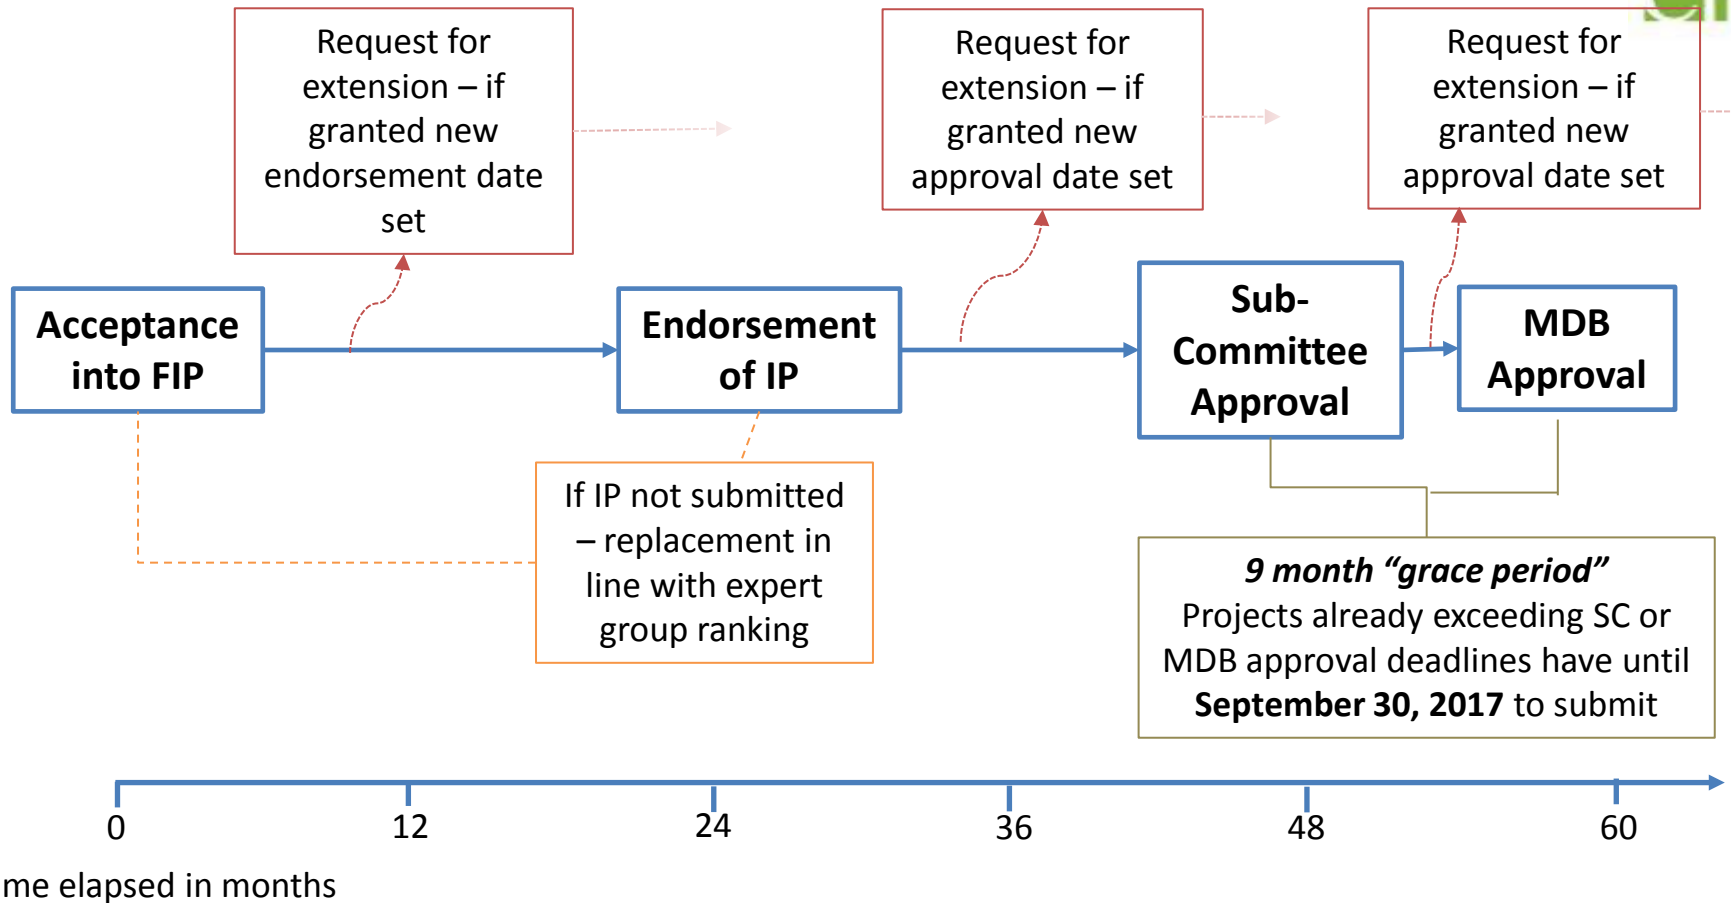 Request for
extension – if
granted new
endorsement date
set
Request for
extension – if
granted new
approval date set
Request for
extension – if
granted new
approval date set
Acceptance
into FIP
Endorsement
of IP
Sub-
Committee
Approval
MDB
Approval
If IP not submitted
– replacement in
line with expert
group ranking
9 month “grace period”
Projects already exceeding SC or
MDB approval deadlines have until
September 30, 2017 to submit
0 12 24 36 48 60
me elapsed in months